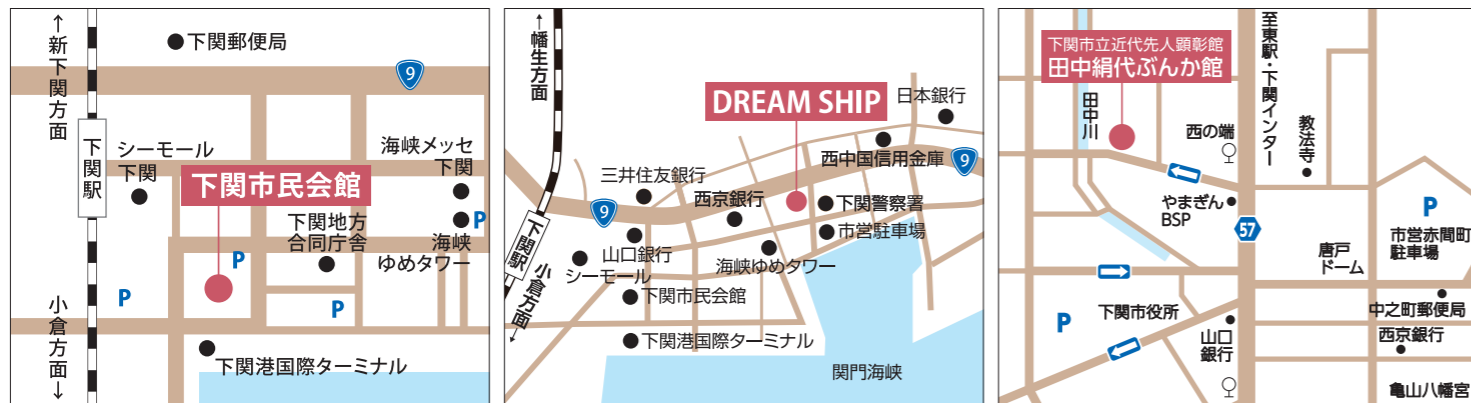 ↑新下関方面
下関郵便局
9
下関駅
シーモール
下関
海峡メッセ
下関
下関市民会館
P
下関地方
合同庁舎
海峡
ゆめタワー
P
P
P
小倉方面↓
下関港国際ターミナル
←幡生方面
DREAM SHIP
日本銀行
西中国信用金庫
9
三井住友銀行
西京銀行
下関警察署
9
市営駐車場
下関駅
山口銀行
海峡ゆめタワー
シーモール
小倉方面→
下関市民会館
下関港国際ターミナル
関門海峡
下関市立近代先人顕彰館
田中絹代ぶんか館
至東駅・下関インター
田中川
西の端
教法寺
やまぎん
BSP
57
P
市営赤間町
駐車場
唐戸
ドーム
P
下関市役所
中之町郵便局
山口
銀行
西京銀行
亀山八幡宮